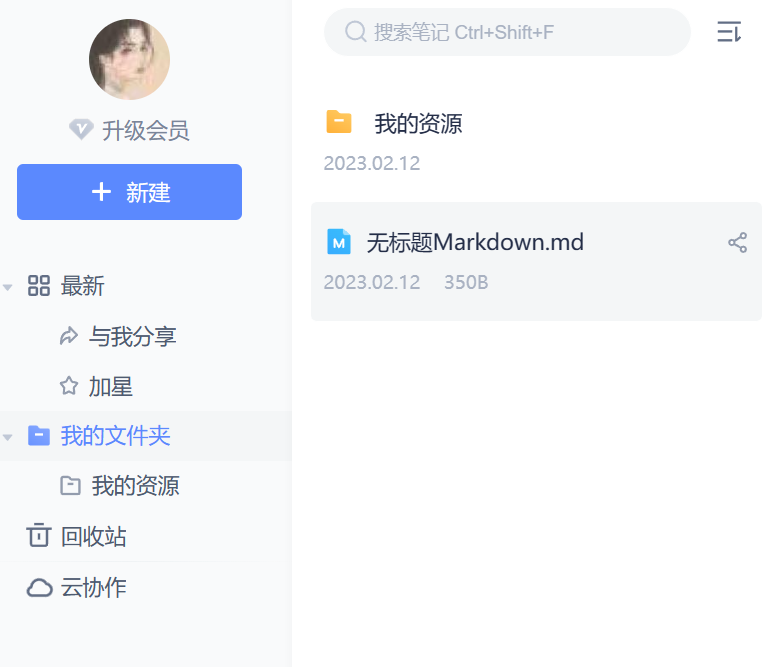 升级会员
新建
最新
与我分享
加星
我的文件夹
我的资源
回收站
云协作
搜索笔记 Ctrl+Shift+F
我的资源
2023.02.12
无标题Markdown.md
2023.02.12 350B